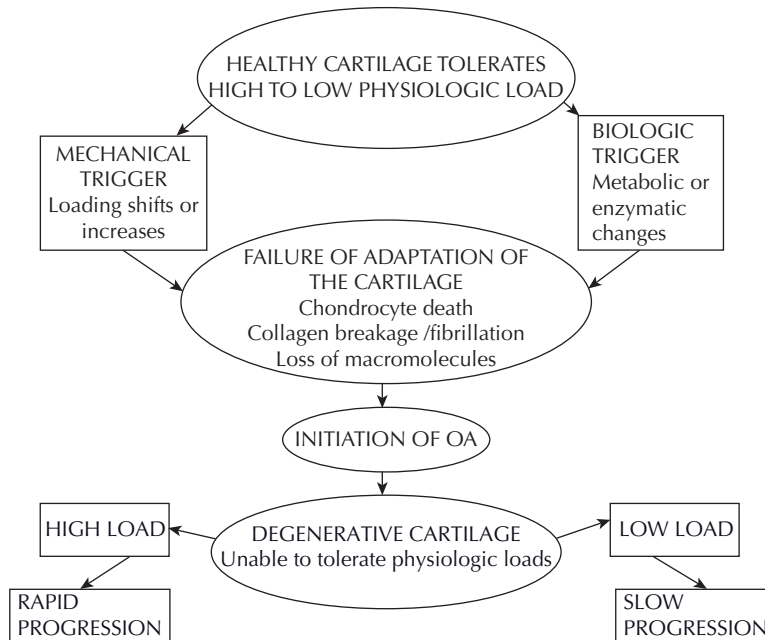 HEALTHY CARTILAGE TOLERATES
HIGH TO LOW PHYSIOLOGIC LOAD
MECHANICAL
TRIGGER
Loading shifts or
increases
BIOLOGIC
TRIGGER
Metabolic or
enzymatic
changes
FAILURE OF ADAPTATION OF
THE CARTILAGE
Chondrocyte death
Collagen breakage /fibrillation
Loss of macromolecules
INITIATION OF OA
HIGH LOAD
DEGENERATIVE CARTILAGE
Unable to tolerate physiologic loads
LOW LOAD
RAPID
PROGRESSION
SLOW
PROGRESSION